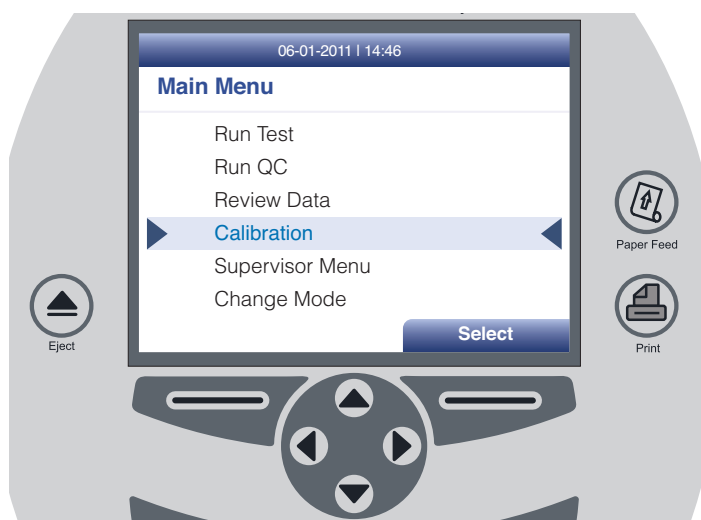 06-01-2011 | 14:46
Main Menu
Run Test
Run QC
Review Data
Calibration
Supervisor Menu
Change Mode
Select
Eject
Paper Feed
Print